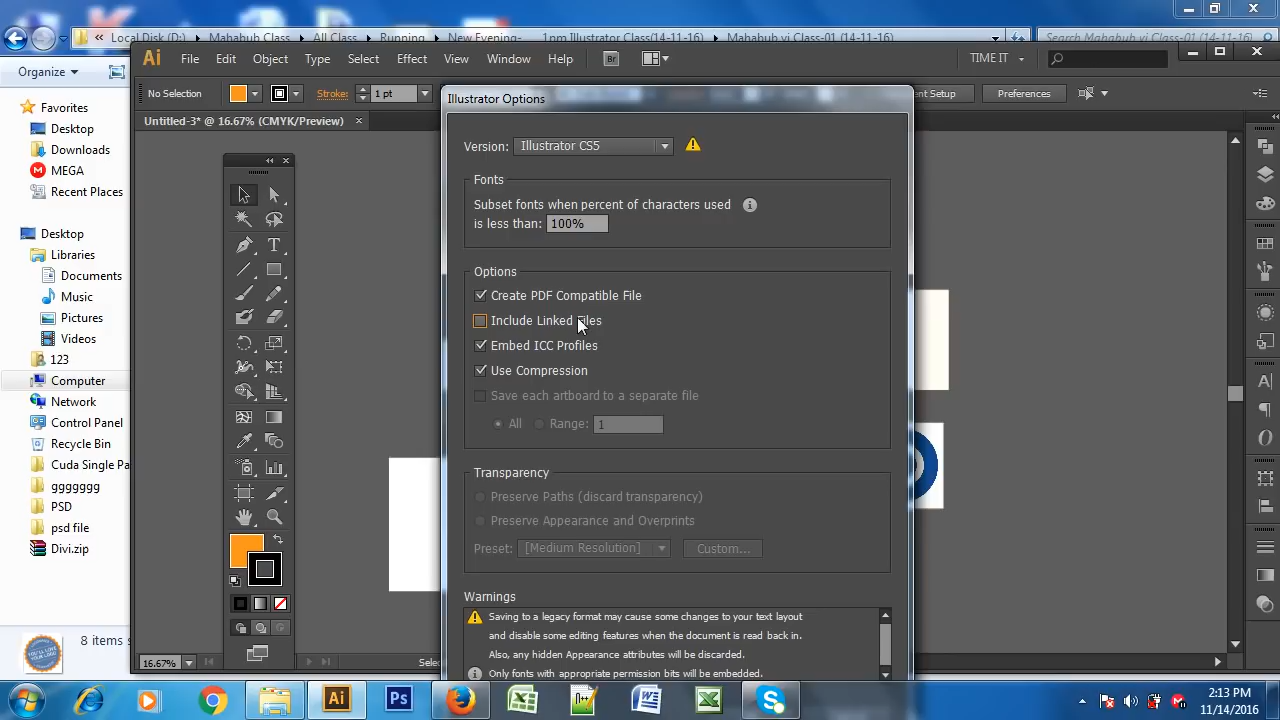 Local Disk (D:)
Mahabub Class
All Class
Running
New Evening-
1pm Illustrator Class(14-11-16)
Mahabub vi Class-01 (14-11-16)
Search Mahabub vi Class-01 (14-11-16)
Ai File Edit Object Type Select Effect View Window Help Br TIME IT
Organize
No Selection Stroke: 1 pt
Preferences
Untitled-3* @ 16.67% (CMYK/Preview)
Favorites
Desktop
Downloads
MEGA
Recent Places
Desktop
Libraries
Documents
Music
Pictures
Videos
123
Computer
Network
Control Panel
Recycle Bin
Cuda Single Pa
ggggggg
PSD
psd file
Divi.zip
8 items
Illustrator Options
Version: Illustrator CS5
Fonts
Subset fonts when percent of characters used
is less than: 100%
Options
Create PDF Compatible File
Include Linked Files
Embed ICC Profiles
Use Compression
Save each artboard to a separate file
All Range: 1
Transparency
Preserve Paths (discard transparency)
Preserve Appearance and Overprints
Preset: [Medium Resolution] Custom...
Warnings
Saving to a legacy format may cause some changes to your text layout
and disable some editing features when the document is read back in.
Also, any hidden Appearance attributes will be discarded.
Only fonts with appropriate permission bits will be embedded.
16.67%
Selec
Ai Ps
2:13 PM
11/14/2016